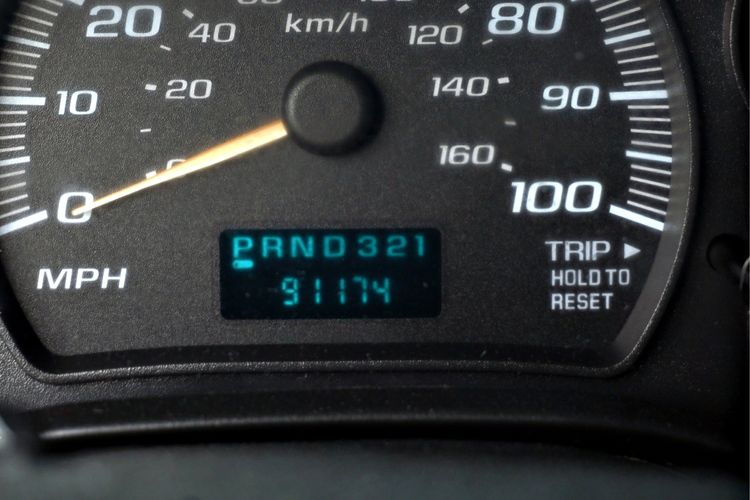 20 40 km/h 120 80
10 20 140 90
160
0 100
PRND321
91174
MPH
TRIP ▶
HOLD TO
RESET